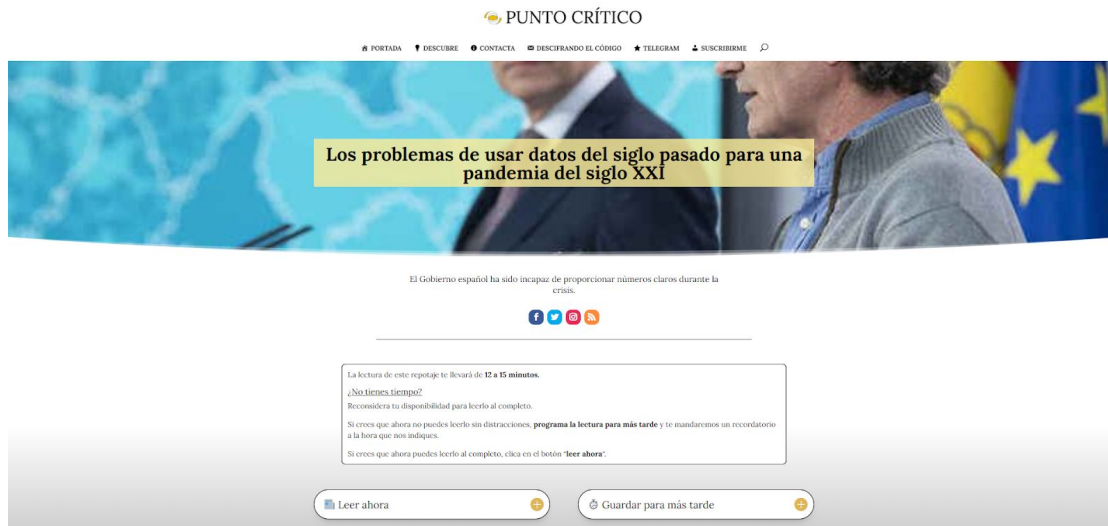 PUNTO CRÍTICO
PORTADA DESCUBRE CONTACTA DESCIFRANDO EL CÓDIGO TELEGRAM SUSCRIBIRME
Los problemas de usar datos del siglo pasado para una
pandemia del siglo XXI
El Gobierno español ha sido incapaz de proporcionar números claros durante la
crisis.
La lectura de este repotaje te llevará de 12 a 15 minutos.
¿No tienes tiempo?
Reconsidera tu disponibilidad para leerlo al completo.
Si crees que ahora no puedes leerlo sin distracciones, programa la lectura para más tarde y te mandaremos un recordatorio
a la hora que nos indiques.
Si crees que ahora puedes leerlo al completo, clica en el botón "leer ahora".
Leer ahora
Guardar para más tarde